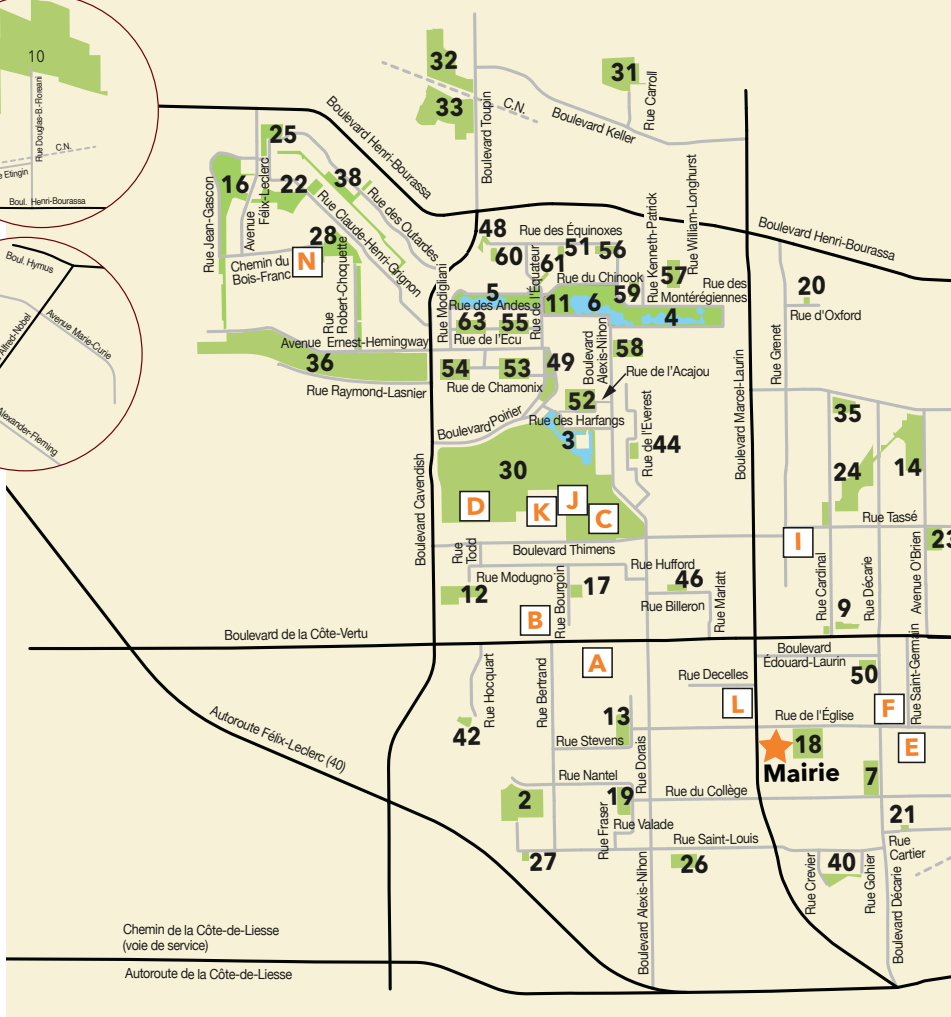 10
Rue Douglas-B.-Floreani
C.N.
Etingin
Boul. Henri-Bourassa
Boul. Hymus
Alfred-Nobel
Avenue Marie-Curie
Alexander-Fleming
32
33
31
C.N.
Boulevard Toupin
Boulevard Keller
Rue Carroll
Boulevard Henri-Bourassa
25
16
22
38
28
N
Rue Jean-Gascon
Avenue
Félix-Leclerc
Rue des Outardes
Rue Claude-Henri-Grignon
Chemin du
Bois-Franc
Rue
Robert-Choquette
Avenue Ernest-Hemingway
36
Rue Raymond-Lasnier
Rue Modigliani
48
Rue des Équinoxes
60
61
51
56
Rue de l'Équateur
Rue du Chinook
57
Rue Kenneth-Patrick
Rue William-Longhurst
Rue des
Montérégiennes
Boulevard Henri-Bourassa
20
Rue d'Oxford
Rue Grenet
5
Rue des Andes
11
6
59
4
63
55
Rue de l'Écu
54
53
49
Rue de Chamonix
Boulevard
Alexis-Nihon
58
Rue de l'Acajou
52
Boulevard Poirier
Rue des Harfangs
3
Rue de l'Everest
44
30
D
K
J
C
Boulevard Cavendish
Boulevard Marcel-Laurin
35
24
14
Rue Tassé
23
I
Rue Cardinal
Rue Décarie
Avenue O'Brien
9
Boulevard Thimens
Rue
Todd
Rue Modugno
12
Rue Bourgoin
17
Rue Hufford
46
Rue Billeron
Rue Marlatt
B
Boulevard de la Côte-Vertu
A
Boulevard
Édouard-Laurin
50
Rue Saint-Germain
Rue Decelles
L
F
Rue de l'Église
E
18
Mairie
7
Rue Hocquart
42
Rue Bertrand
13
Rue Stevens
Rue Dorais
Autoroute Félix-Leclerc (40)
Rue Nantel
2
19
Rue Fraser
Rue Valade
Rue du Collège
21
Rue
Cartier
27
Rue Saint-Louis
26
Rue Crevier
40
Rue Gohier
Boulevard Décarie
Boulevard Alexis-Nihon
Chemin de la Côte-de-Liesse
(voie de service)
Autoroute de la Côte-de-Liesse